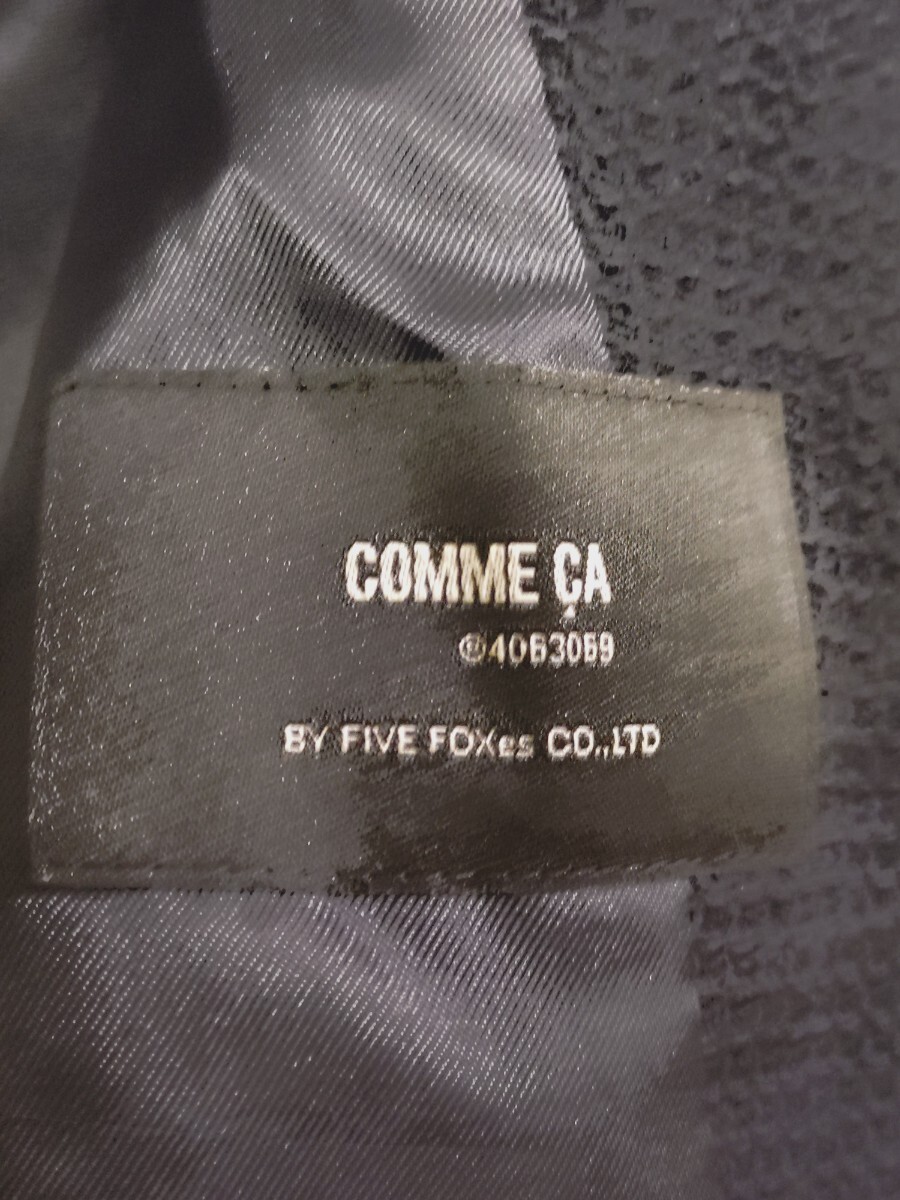 COMME ÇA
®4063069
BY FIVE FOXes CO.,LTD